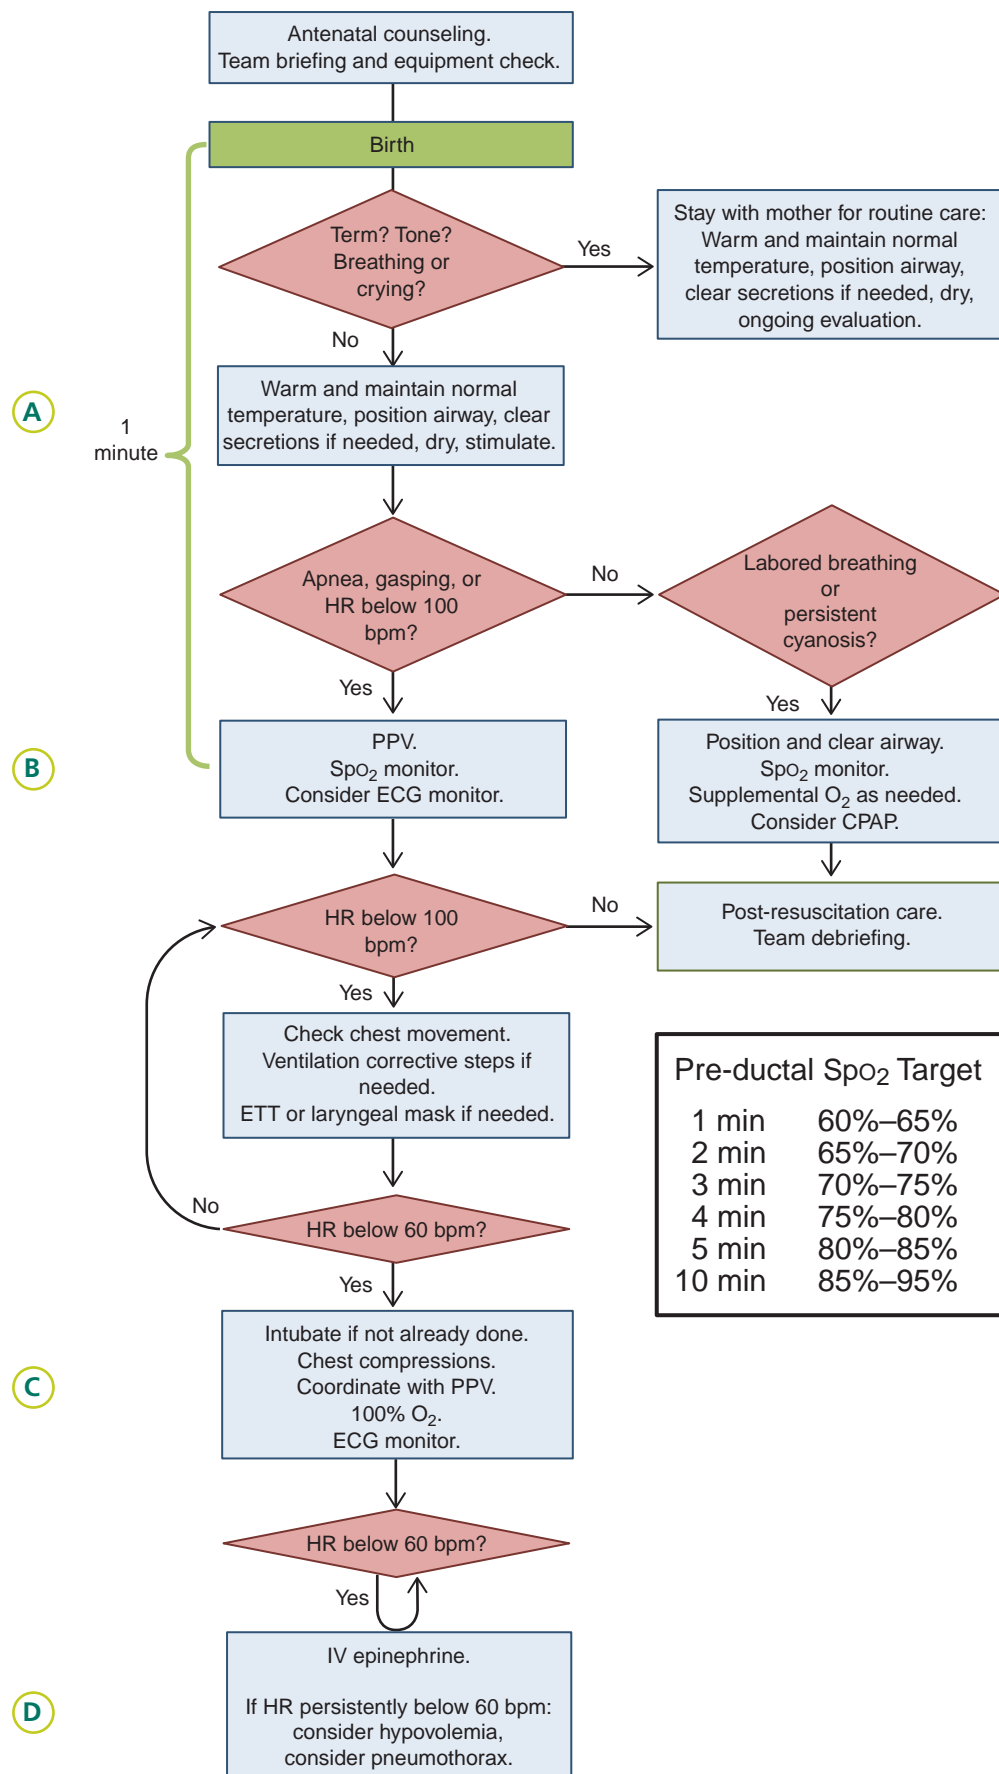 Antenatal counseling.
Team briefing and equipment check.
Birth
Term? Tone?
Breathing or
crying?
Yes
Stay with mother for routine care:
Warm and maintain normal
temperature, position airway,
clear secretions if needed, dry,
ongoing evaluation.
No
A
1
minute
Warm and maintain normal
temperature, position airway, clear
secretions if needed, dry, stimulate.
Apnea, gasping, or
HR below 100
bpm?
No
Labored breathing
or
persistent
cyanosis?
Yes
Yes
B
PPV.
SpO₂ monitor.
Consider ECG monitor.
Position and clear airway.
SpO₂ monitor.
Supplemental O₂ as needed.
Consider CPAP.
HR below 100
bpm?
No
Post-resuscitation care.
Team debriefing.
Yes
Check chest movement.
Ventilation corrective steps if
needed.
ETT or laryngeal mask if needed.
Pre-ductal SpO₂ Target
1 min 60%–65%
2 min 65%–70%
3 min 70%–75%
4 min 75%–80%
5 min 80%–85%
10 min 85%–95%
No
HR below 60 bpm?
Yes
C
Intubate if not already done.
Chest compressions.
Coordinate with PPV.
100% O₂.
ECG monitor.
HR below 60 bpm?
Yes
D
IV epinephrine.
If HR persistently below 60 bpm:
consider hypovolemia,
consider pneumothorax.